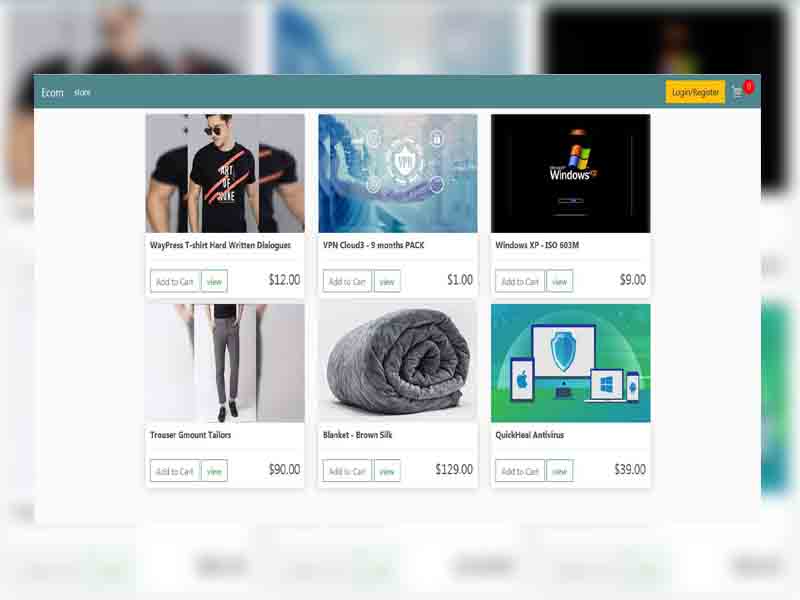 Ecom store Login/Register 0
ART
OF
VPN
Microsoft
Windows xp
WayPress T-shirt Hard Written Dialogues
VPN Cloud3 - 9 months PACK
Windows XP - ISO 603M
Add to Cart view $12.00
Add to Cart view $1.00
Add to Cart view $9.00
Trouser Gmount Tailors
Blanket - Brown Silk
QuickHeal Antivirus
Add to Cart view $90.00
Add to Cart view $129.00
Add to Cart view $39.00